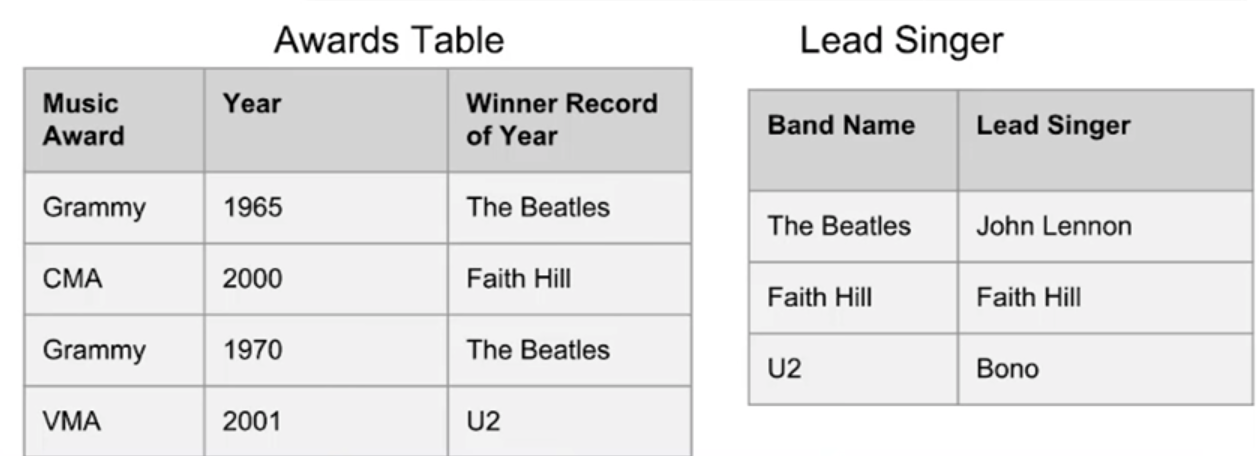 Awards Table
Music Award Year Winner Record of Year
Grammy 1965 The Beatles
CMA 2000 Faith Hill
Grammy 1970 The Beatles
VMA 2001 U2
Lead Singer
Band Name Lead Singer
The Beatles John Lennon
Faith Hill Faith Hill
U2 Bono